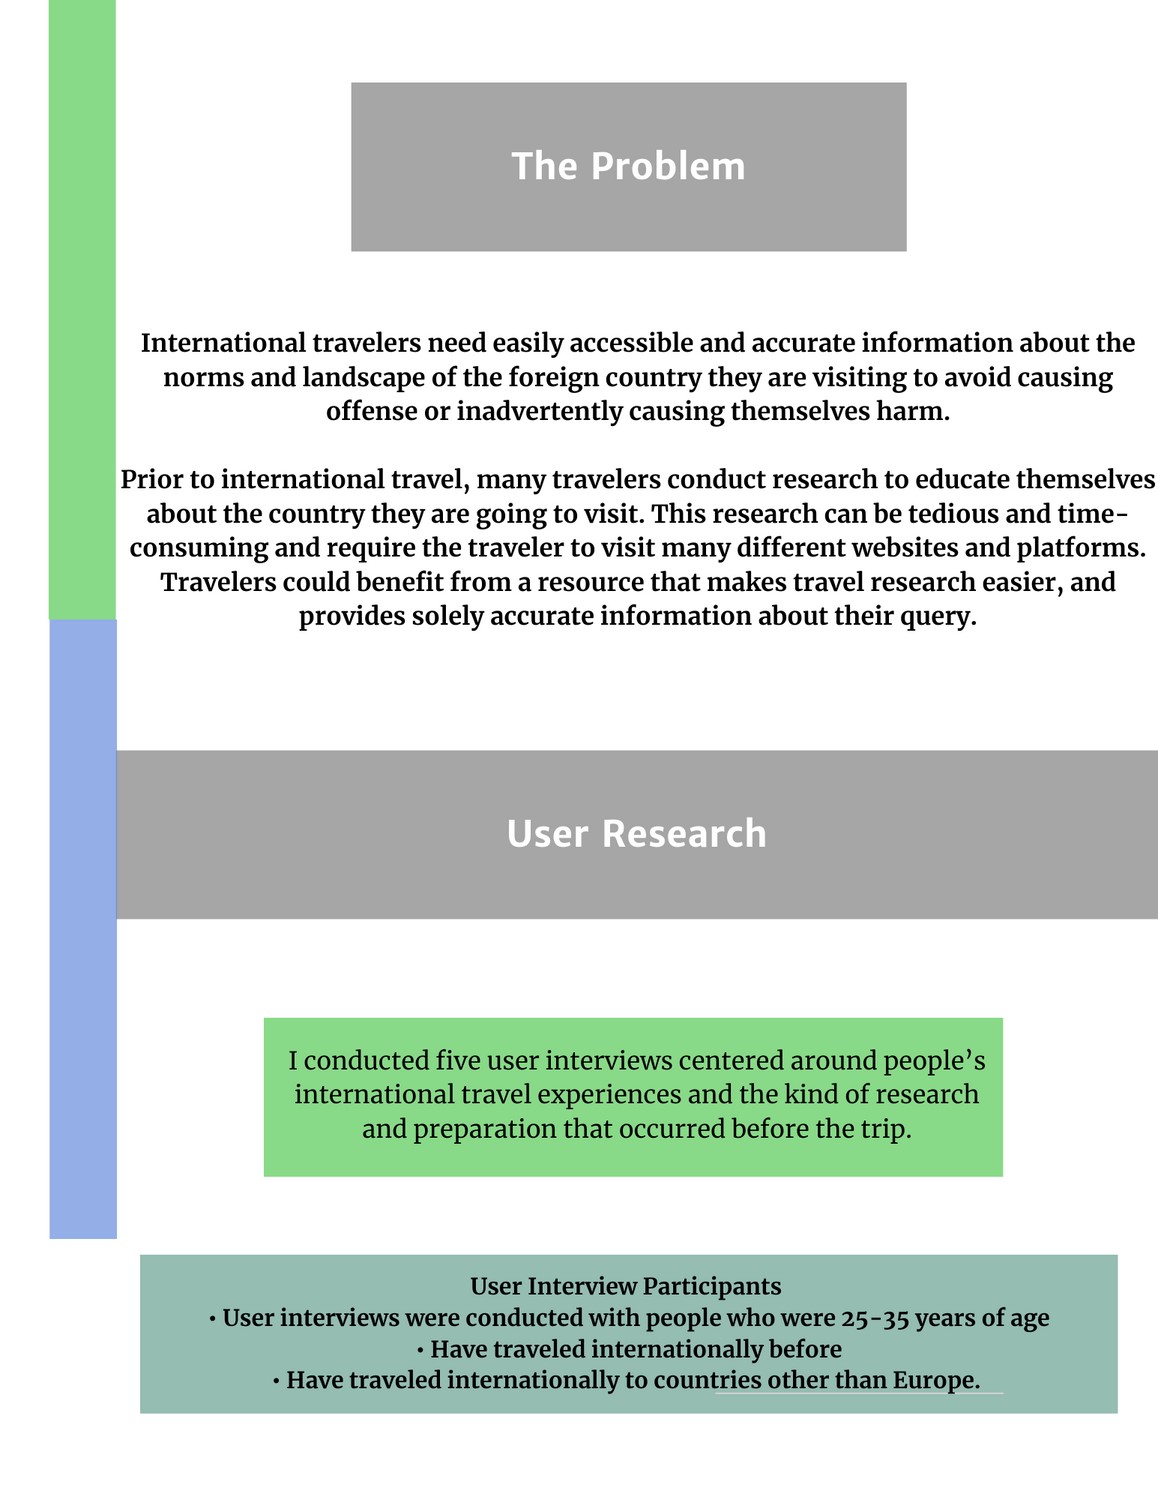 The Problem
International travelers need easily accessible and accurate information about the
norms and landscape of the foreign country they are visiting to avoid causing
offense or inadvertently causing themselves harm.
Prior to international travel, many travelers conduct research to educate themselves
about the country they are going to visit. This research can be tedious and time-
consuming and require the traveler to visit many different websites and platforms.
Travelers could benefit from a resource that makes travel research easier, and
provides solely accurate information about their query.
User Research
I conducted five user interviews centered around people’s
international travel experiences and the kind of research
and preparation that occurred before the trip.
User Interview Participants
• User interviews were conducted with people who were 25-35 years of age
• Have traveled internationally before
• Have traveled internationally to countries other than Europe.